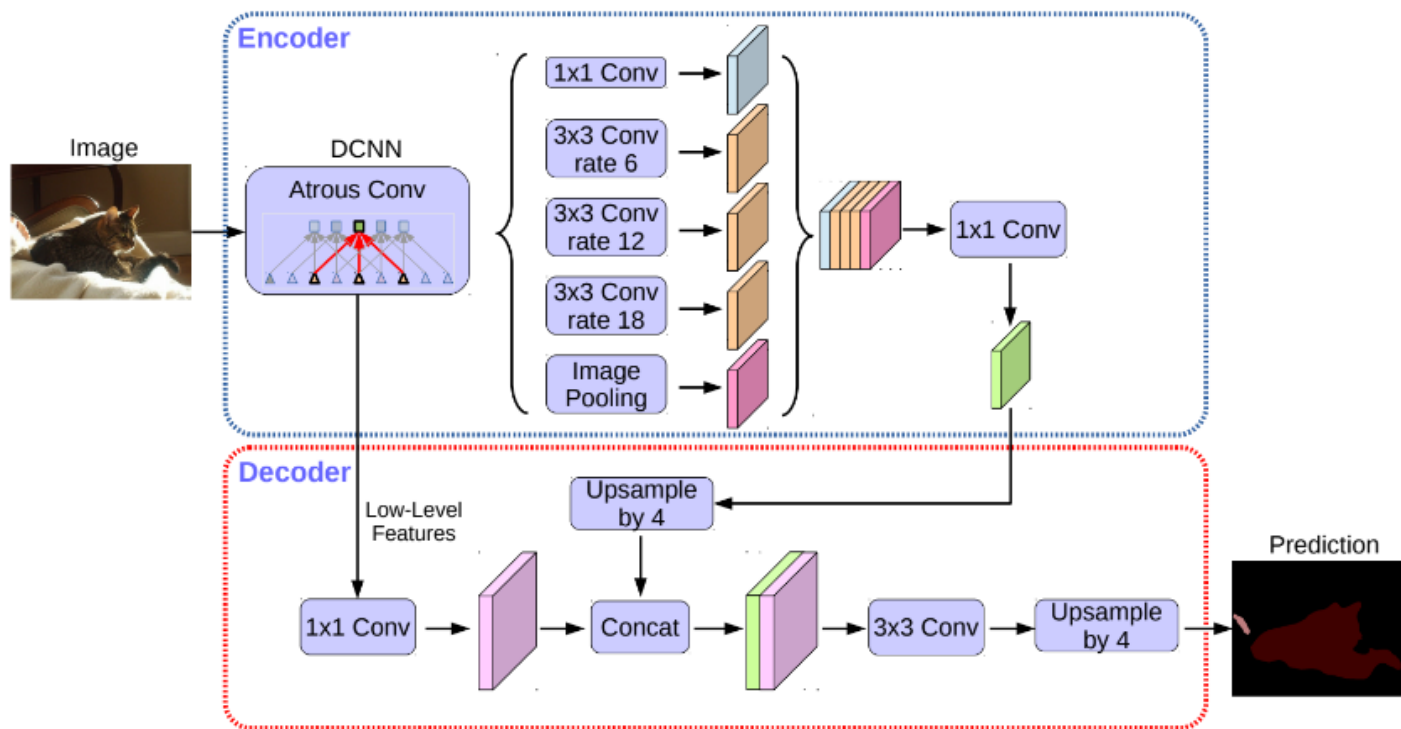 Encoder
Image
DCNN
Atrous Conv
1x1 Conv
3x3 Conv
rate 6
3x3 Conv
rate 12
3x3 Conv
rate 18
Image
Pooling
1x1 Conv
Decoder
Low-Level
Features
Upsample
by 4
1x1 Conv
Concat
3x3 Conv
Upsample
by 4
Prediction